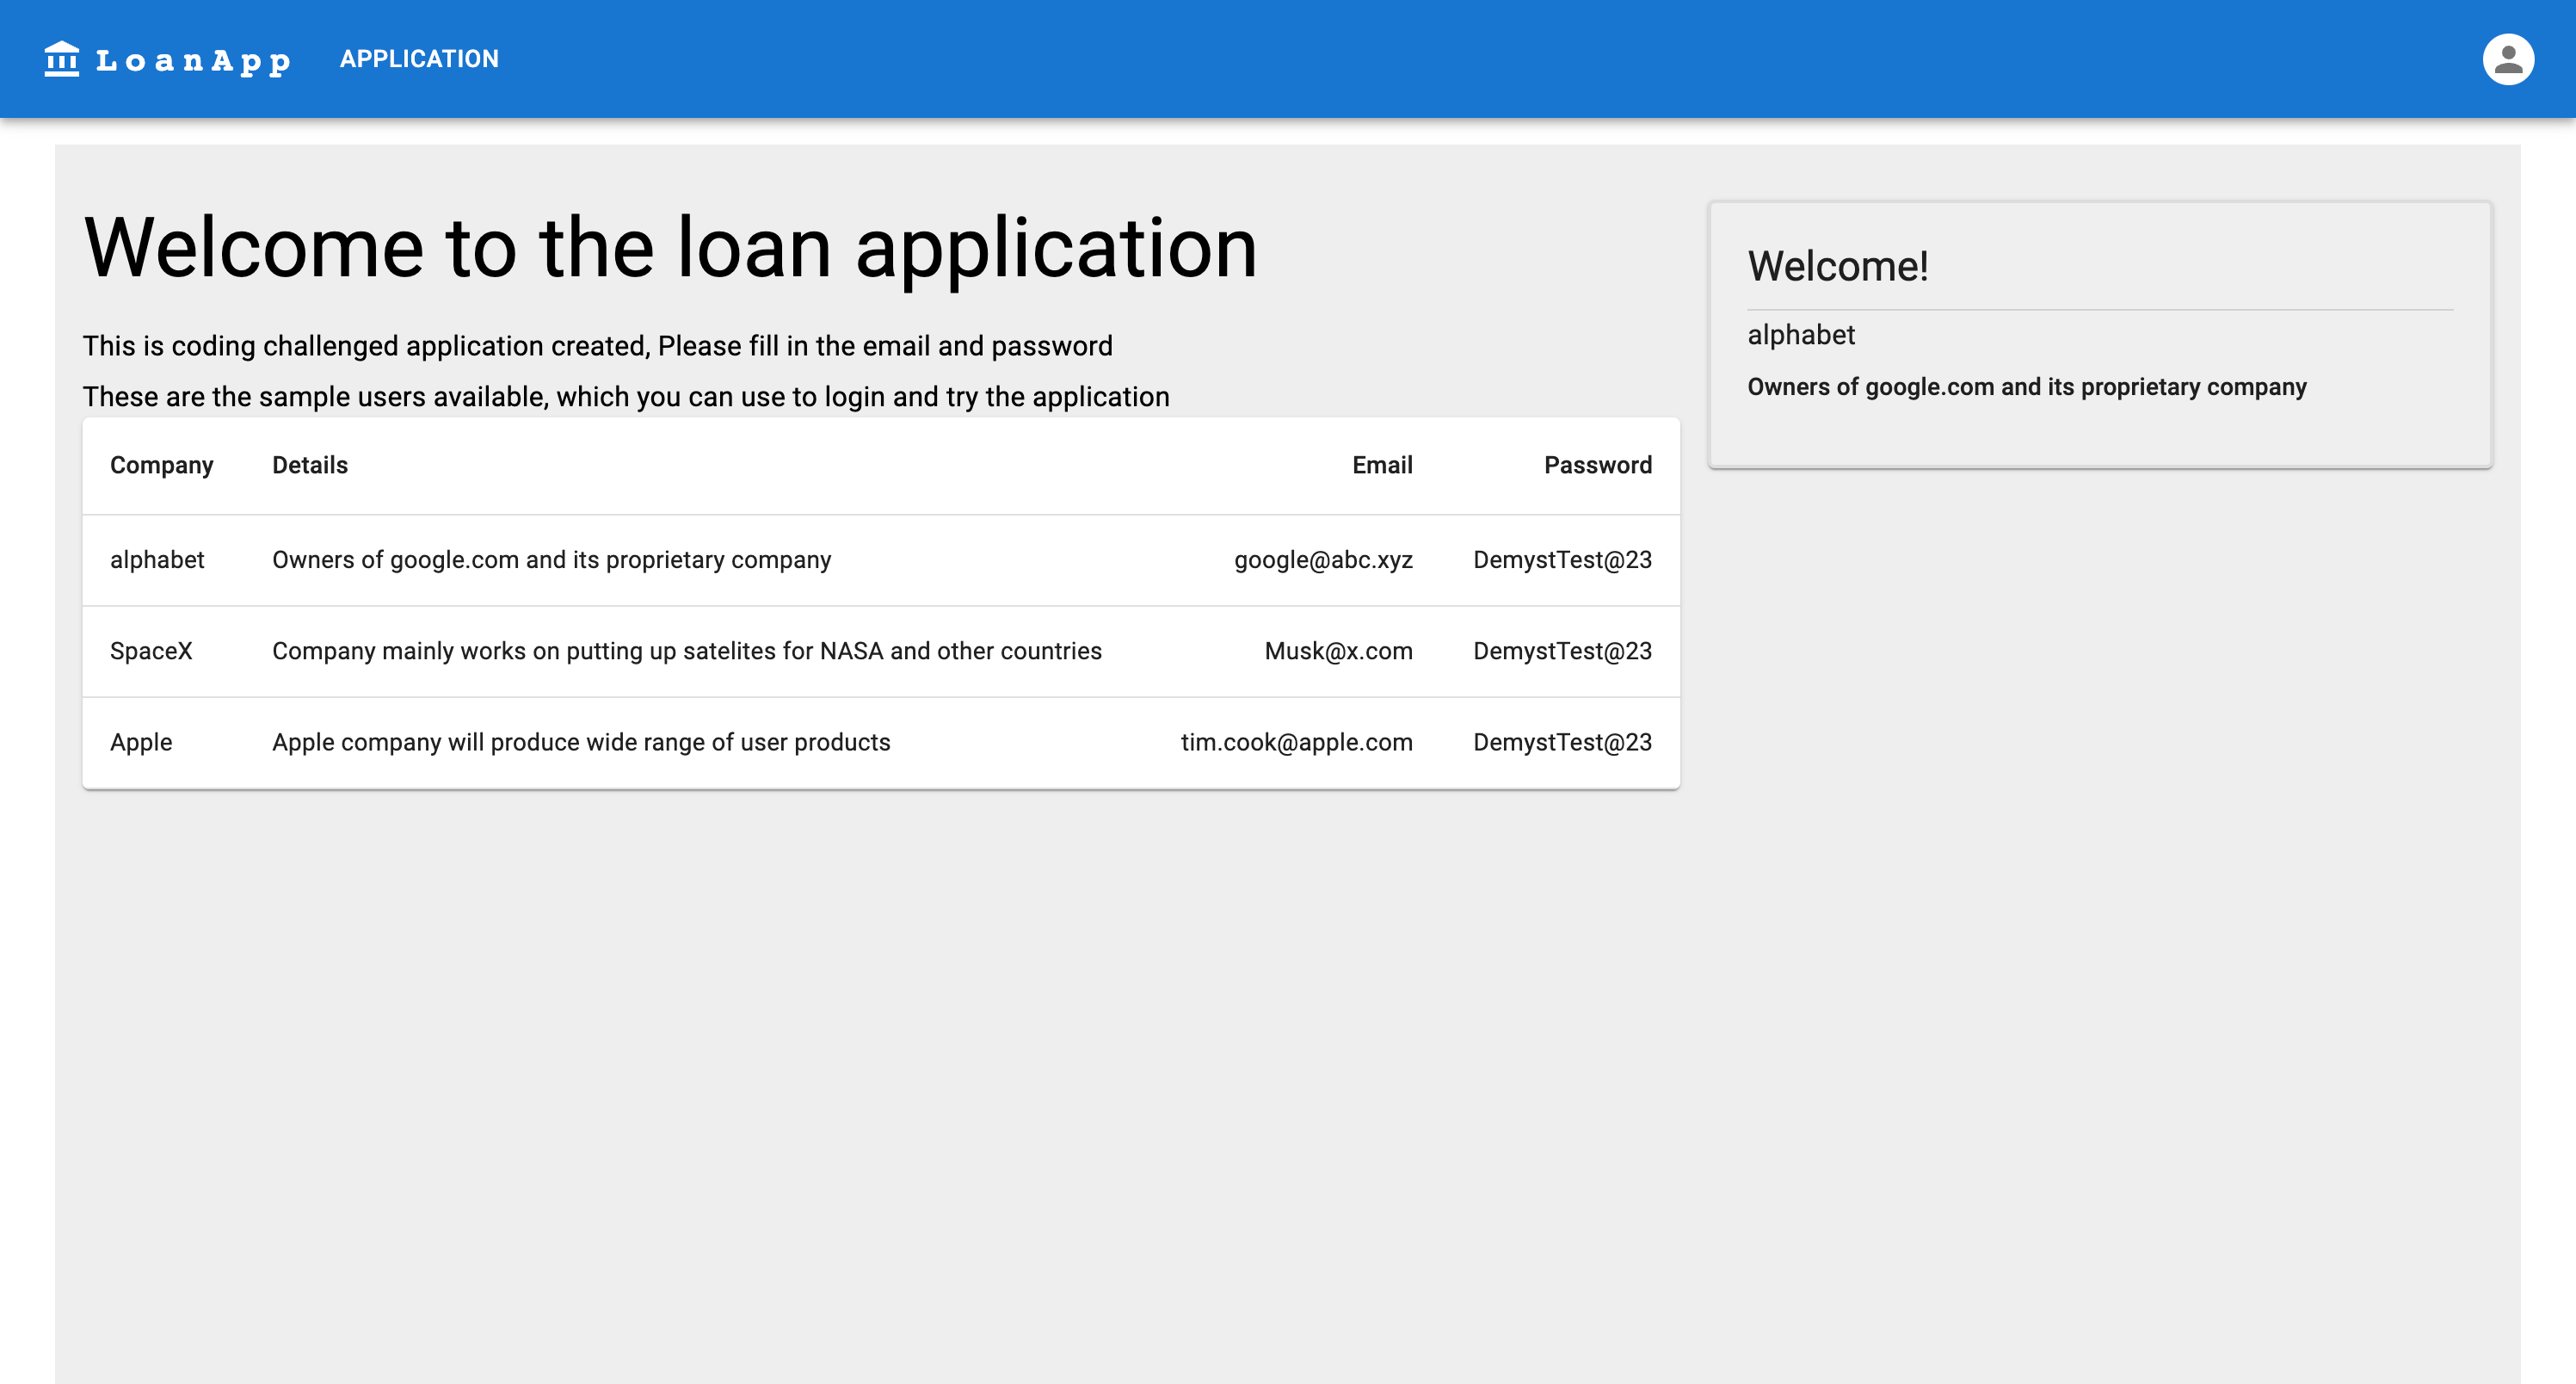 LoanApp APPLICATION
Welcome to the loan application
This is coding challenged application created, Please fill in the email and password
These are the sample users available, which you can use to login and try the application
Company Details Email Password
alphabet Owners of google.com and its proprietary company google@abc.xyz DemystTest@23
SpaceX Company mainly works on putting up satelites for NASA and other countries Musk@x.com DemystTest@23
Apple Apple company will produce wide range of user products tim.cook@apple.com DemystTest@23
Welcome!
alphabet
Owners of google.com and its proprietary company